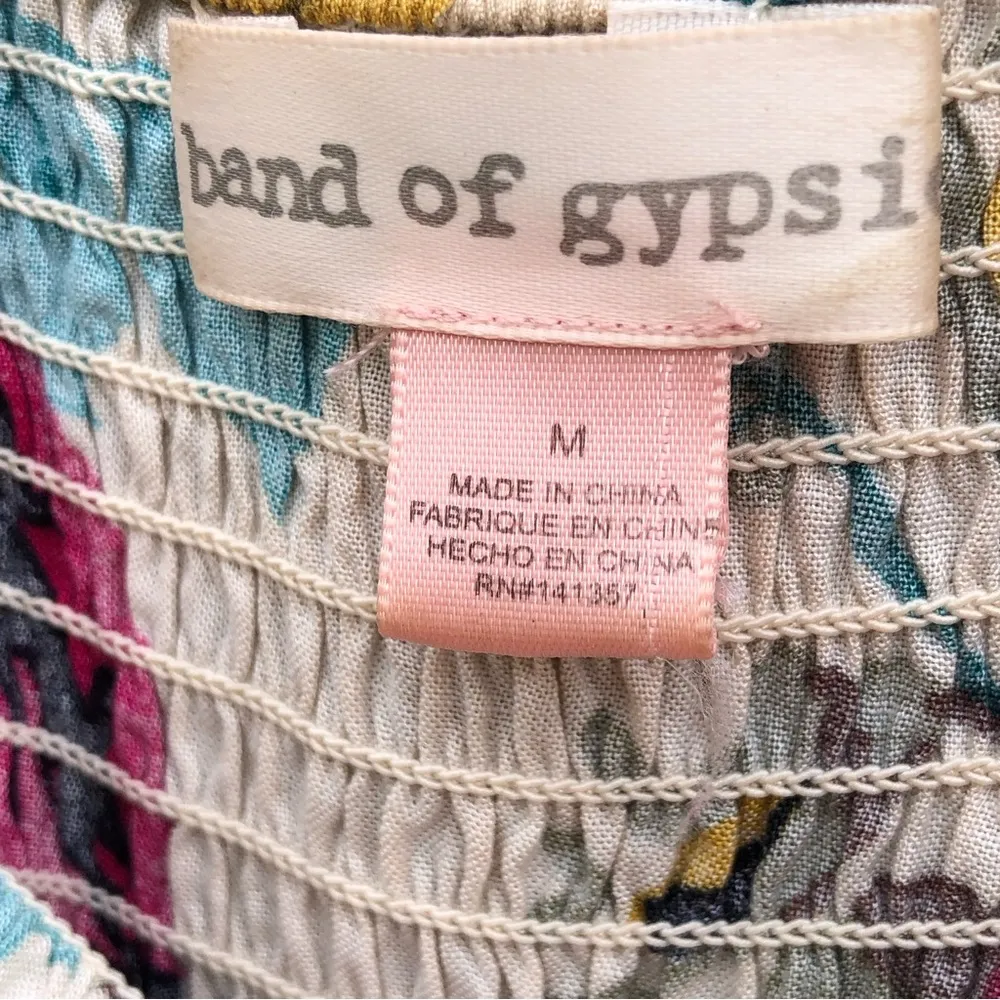 band of gypsi
M
MADE IN CHINA
FABRIQUE EN CHINE
HECHO EN CHINA
RN#141357